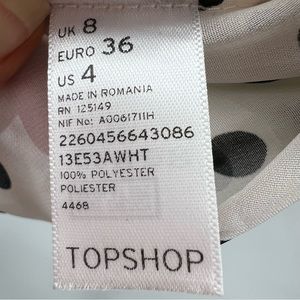 UK 8
EURO 36
US 4
MADE IN ROMANIA
RN 125149
NIF No: A0061711H
2260456643086
13E53AWHT
100% POLYESTER
POLIESTER
4468
TOPSHOP